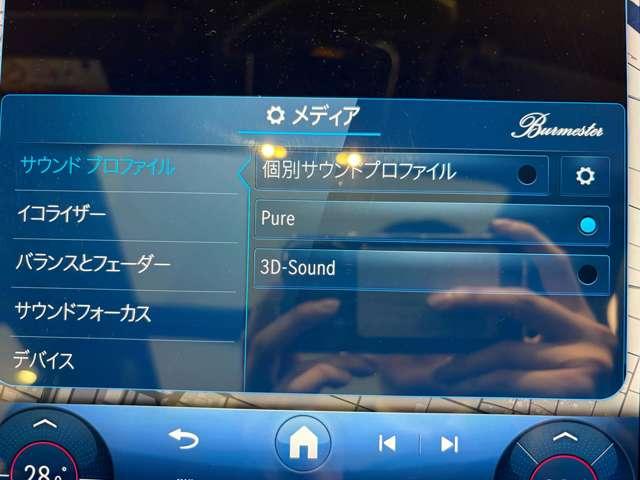 メディア
Burmester
サウンド プロファイル
個別サウンドプロファイル
イコライザー
Pure
バランスとフェーダー
3D-Sound
サウンドフォーカス
デバイス
28.